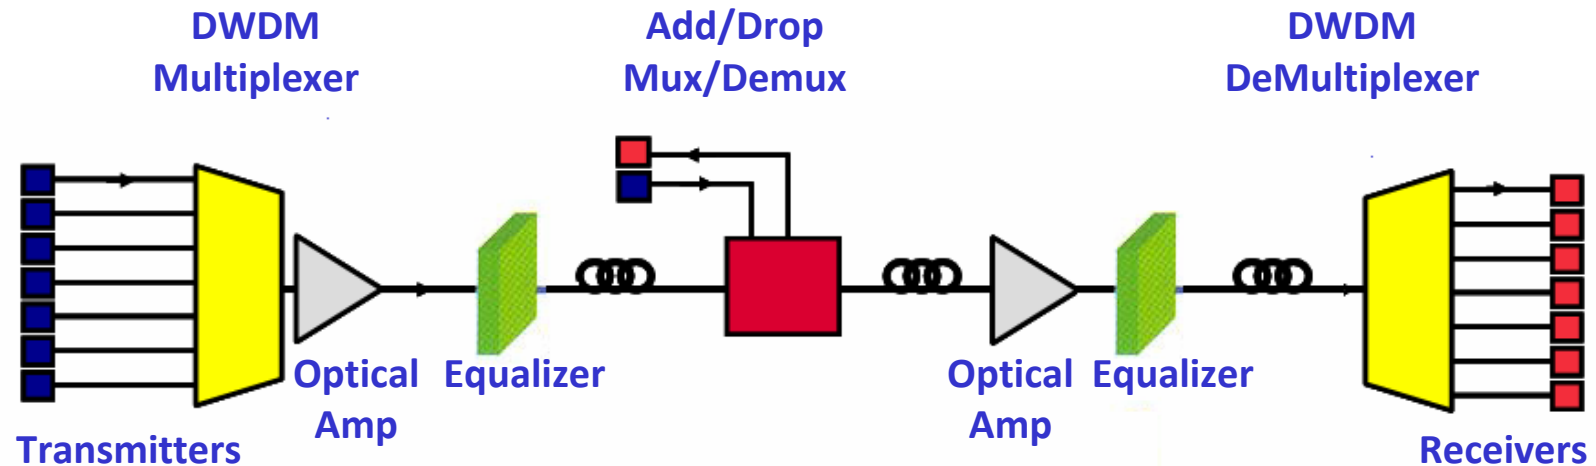 DWDM
Multiplexer
Add/Drop
Mux/Demux
DWDM
DeMultiplexer
Optical
Amp
Equalizer
Optical
Amp
Equalizer
Transmitters
Receivers